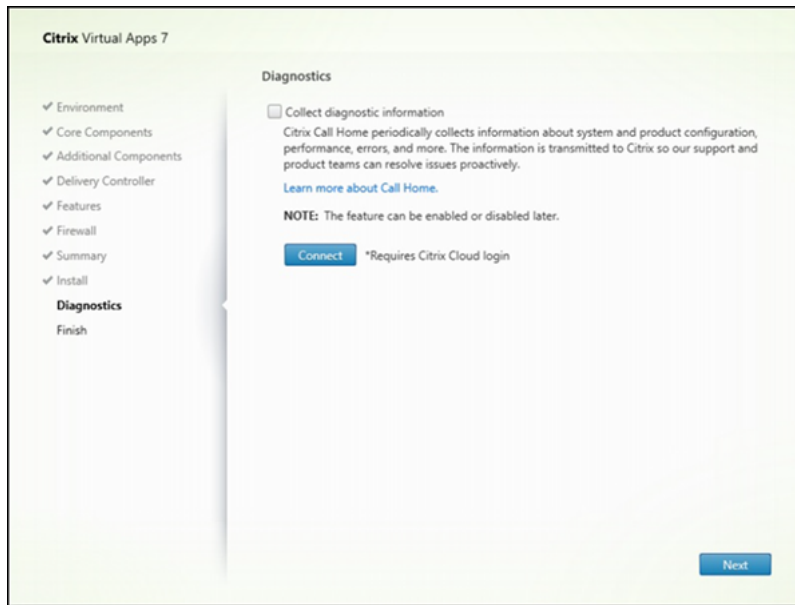 Citrix Virtual Apps 7
✔ Environment
✔ Core Components
✔ Additional Components
✔ Delivery Controller
✔ Features
✔ Firewall
✔ Summary
✔ Install
Diagnostics
Finish
Diagnostics
Collect diagnostic information
Citrix Call Home periodically collects information about system and product configuration,
performance, errors, and more. The information is transmitted to Citrix so our support and
product teams can resolve issues proactively.
Learn more about Call Home.
NOTE: The feature can be enabled or disabled later.
Connect *Requires Citrix Cloud login
Next